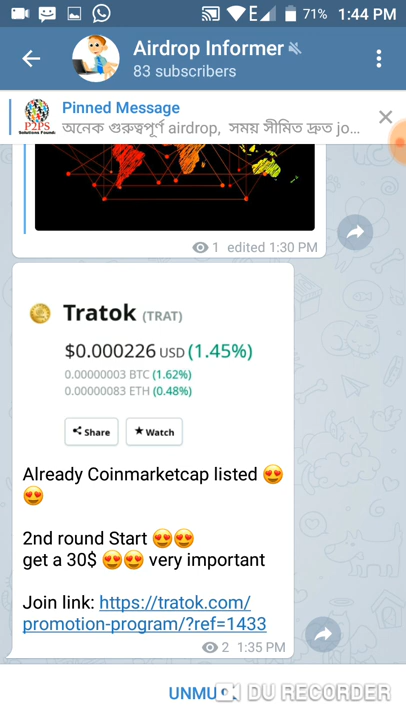 71% 1:44 PM
Airdrop Informer
83 subscribers
Pinned Message
P2PS
অনেক গুরুত্বপূর্ণ airdrop, সময় সীমিত দ্রুত jo...
1 edited 1:30 PM
Tratok (TRAT)
$0.000226 USD (1.45%)
0.00000003 BTC (1.62%)
0.00000083 ETH (0.48%)
Share Watch
Already Coinmarketcap listed 😍
😍
2nd round Start 😍😍
get a 30$ 😍😍 very important
Join link: https://tratok.com/
promotion-program/?ref=1433
2 1:35 PM
DU RECORDER